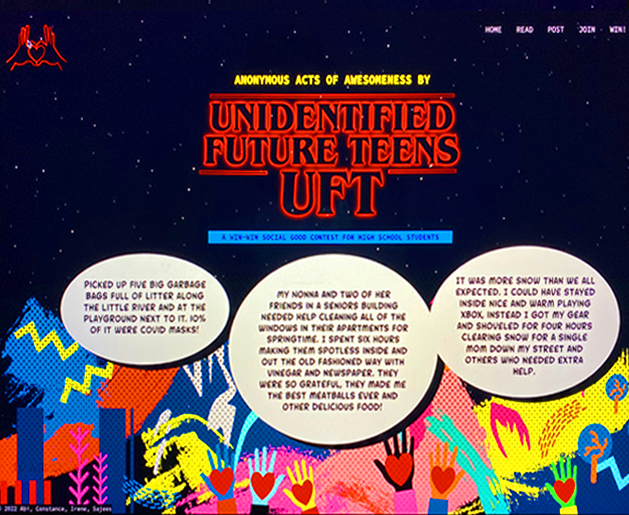 HOME READ POST JOIN WIN!
ANONYMOUS ACTS OF AWESOMENESS BY
UNIDENTIFIED
FUTURE TEENS
UFT
A WIN-WIN SOCIAL GOOD CONTEST FOR HIGH SCHOOL STUDENTS
PICKED UP FIVE BIG GARBAGE
BAGS FULL OF LITTER ALONG
THE LITTLE RIVER AND AT THE
PLAYGROUND NEXT TO IT. 10%
OF IT WERE COVID MASKS!
MY NONNA AND TWO OF HER
FRIENDS IN A SENIORS BUILDING
NEEDED HELP CLEANING ALL OF THE
WINDOWS IN THEIR APARTMENTS FOR
SPRINGTIME. I SPENT SIX HOURS
MAKING THEM SPOTLESS INSIDE AND
OUT THE OLD FASHIONED WAY WITH
VINEGAR AND NEWSPAPER. THEY
WERE SO GRATEFUL, THEY MADE ME
THE BEST MEATBALLS EVER AND
OTHER DELICIOUS FOOD!
IT WAS MORE SNOW THAN WE ALL
EXPECTED. I COULD HAVE STAYED
INSIDE NICE AND WARM PLAYING
XBOX, INSTEAD I GOT MY GEAR
AND SHOVELED FOR FOUR HOURS
CLEARING SNOW FOR A SINGLE
MOM DOWN MY STREET AND
OTHERS WHO NEEDED EXTRA
HELP.
© 2022 Abi, Constance, Irene, Sajees